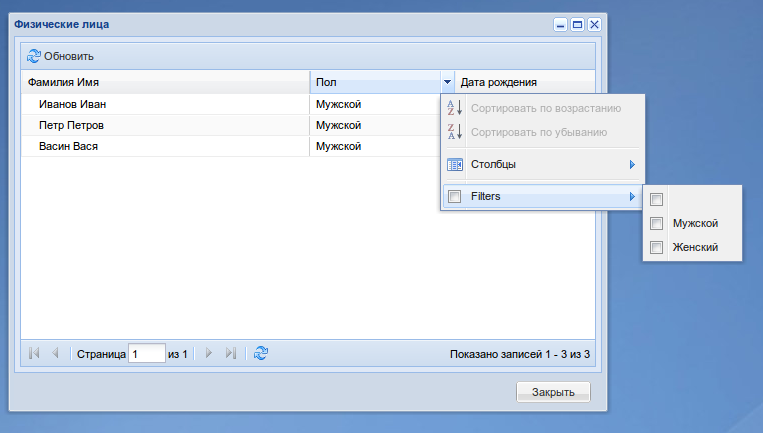 Физические лица
Обновить
Фамилия Имя Пол Дата рождения
Иванов Иван Мужской
Петр Петров Мужской
Васин Вася Мужской
A
Z Сортировать по возрастанию
Z
A Сортировать по убыванию
Столбцы
Filters
Мужской
Женский
Страница 1 из 1 Показано записей 1 - 3 из 3
Закрыть